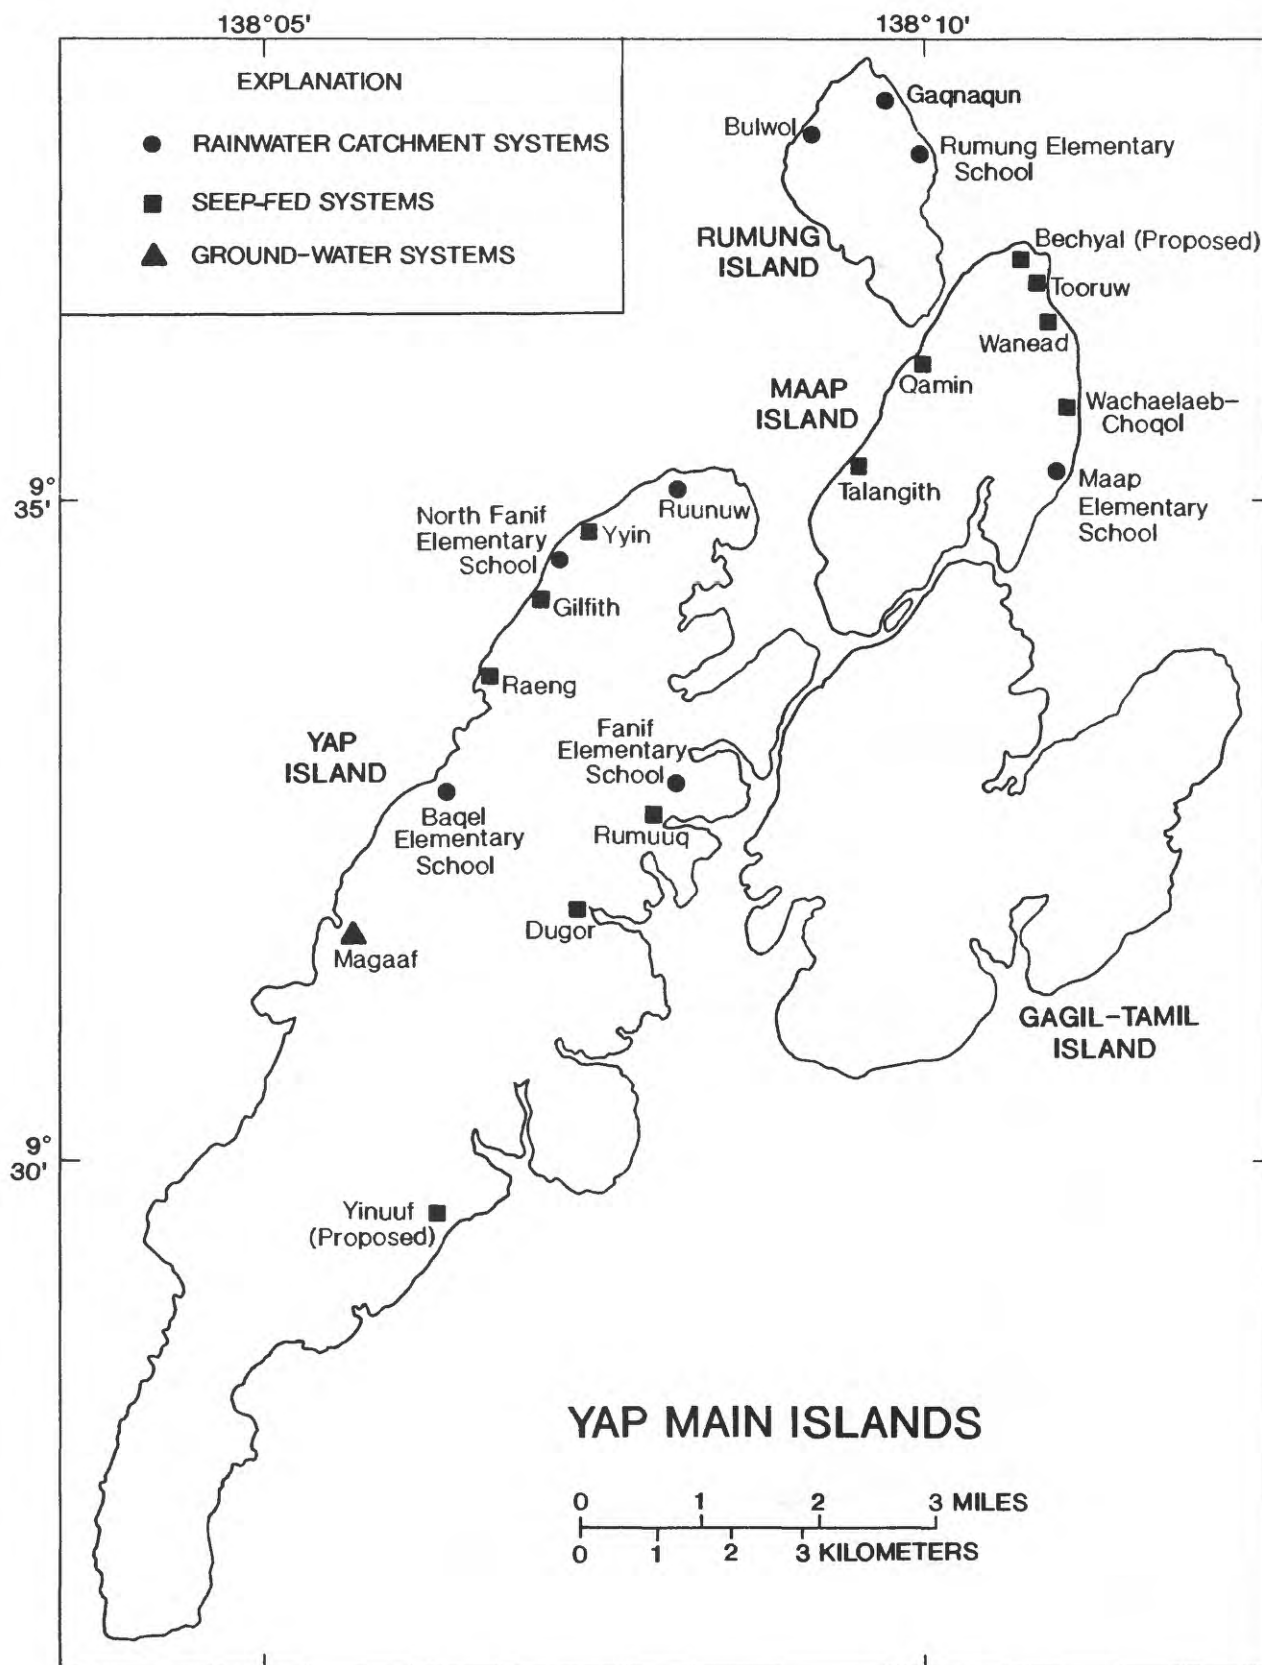 138°05'
138°10'
EXPLANATION
RAINWATER CATCHMENT SYSTEMS
SEEP-FED SYSTEMS
GROUND-WATER SYSTEMS
Gaqnaqun
Bulwol
Rumung Elementary
School
RUMUNG
ISLAND
Bechyal (Proposed)
Tooruw
Wanead
Qamin
MAAP
ISLAND
Wachaelaeb-
Choqol
Talangith
Maap
Elementary
School
9°
35'
Ruunuw
North Fanif
Elementary
School
Yyin
Gilfith
Raeng
YAP
ISLAND
Fanif
Elementary
School
Baqel
Elementary
School
Rumuuq
Dugor
Magaaf
GAGIL-TAMIL
ISLAND
9°
30'
Yinuuf
(Proposed)
YAP MAIN ISLANDS
0 1 2 3 MILES
0 1 2 3 KILOMETERS